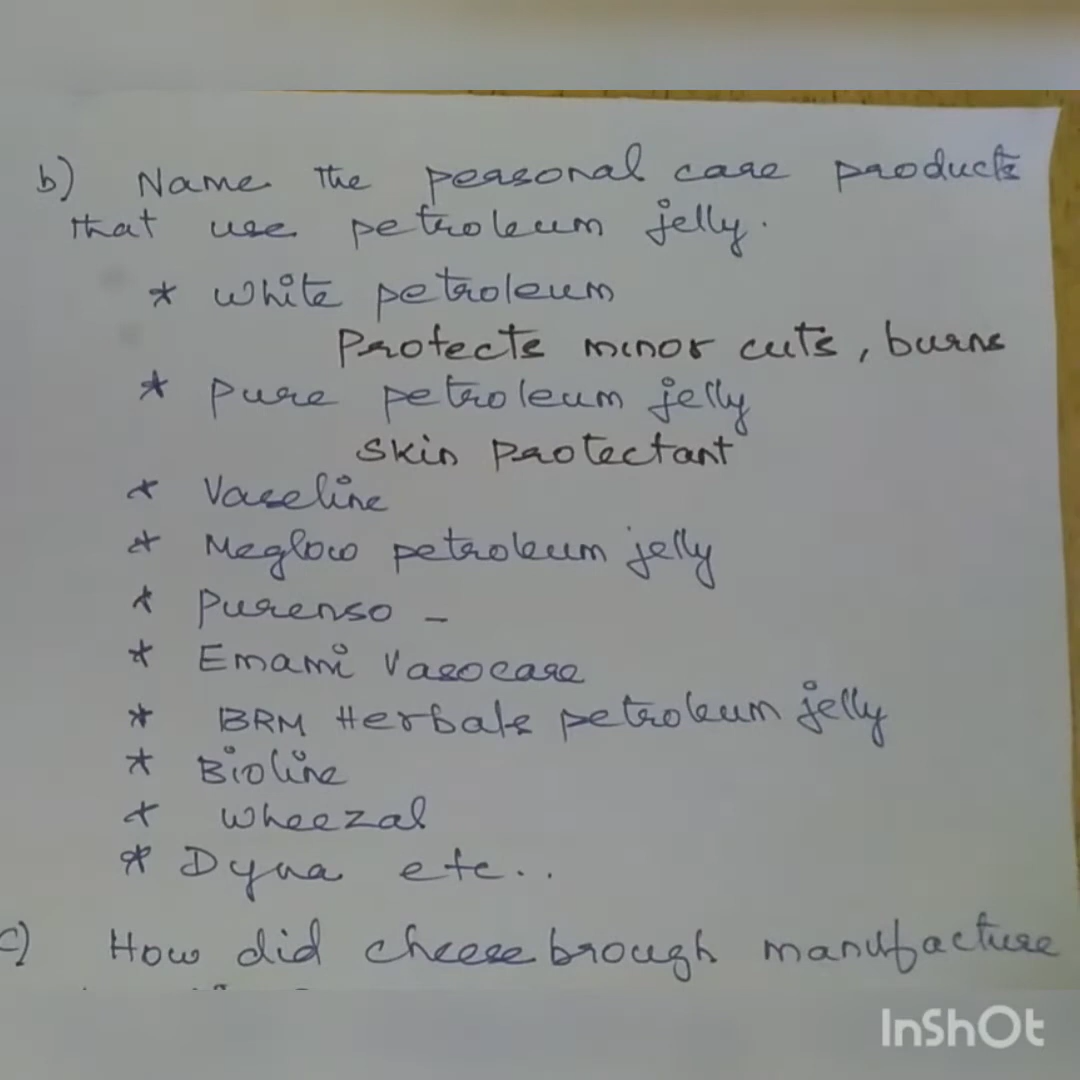 b) Name the personal care products
that use petroleum jelly.
* White petroleum
Protects minor cuts, burns
* Pure petroleum jelly
Skin protectant
* Vaseline
* Meglow petroleum jelly
* Purenso -
* Emami Vasocare
* BRM Herbals petroleum jelly
* Bioline
* Wheezal
* Dyna etc..
c) How did cheesebrough manufacture
InShOt